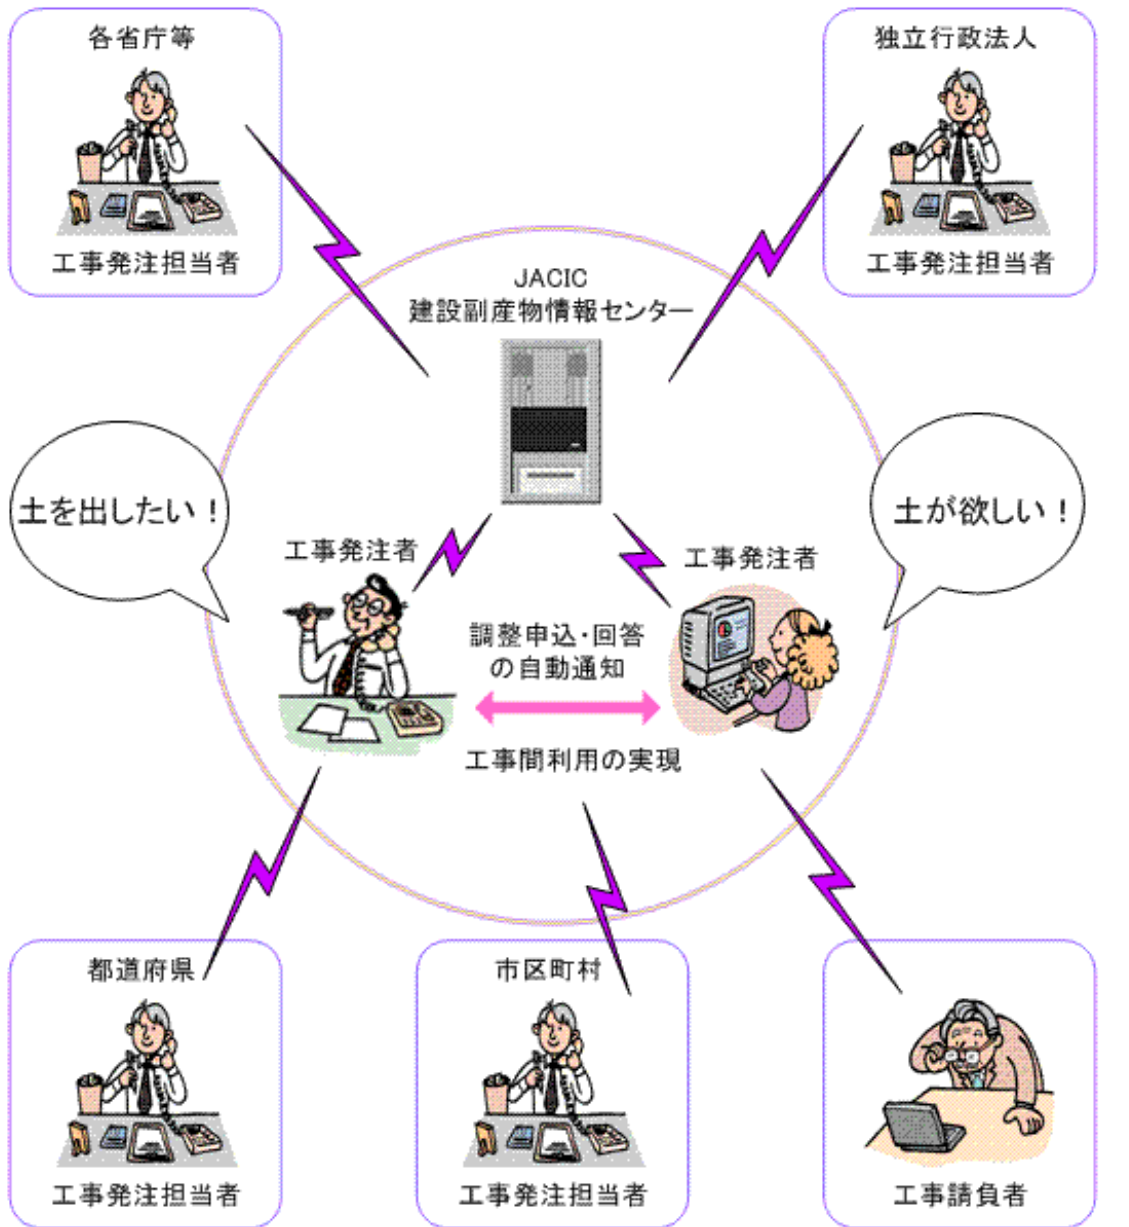 各省庁等
工事発注担当者
独立行政法人
工事発注担当者
JACIC
建設副産物情報センター
土を出したい！
土が欲しい！
工事発注者
工事発注者
調整申込・回答
の自動通知
工事間利用の実現
都道府県
工事発注担当者
市区町村
工事発注担当者
工事請負者